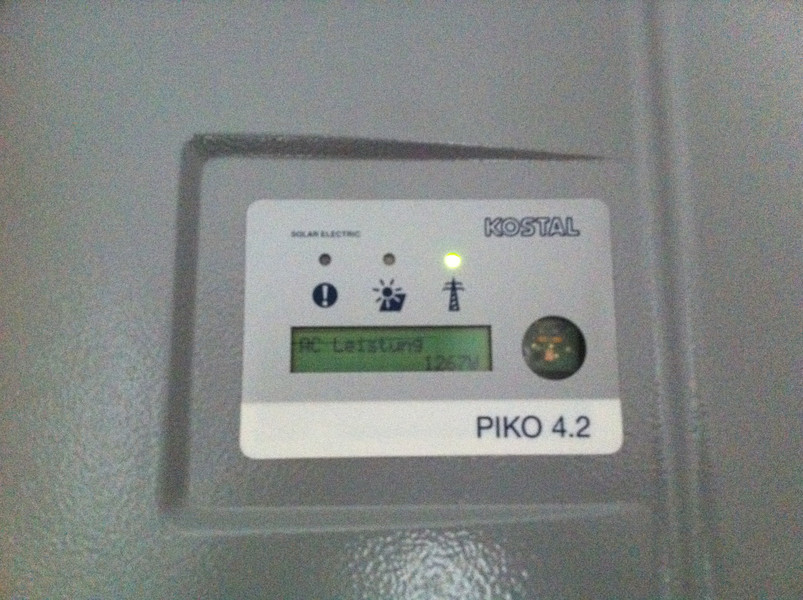 SOLAR ELECTRIC
KOSTAL
AC Leistung
1267W
PIKO 4.2